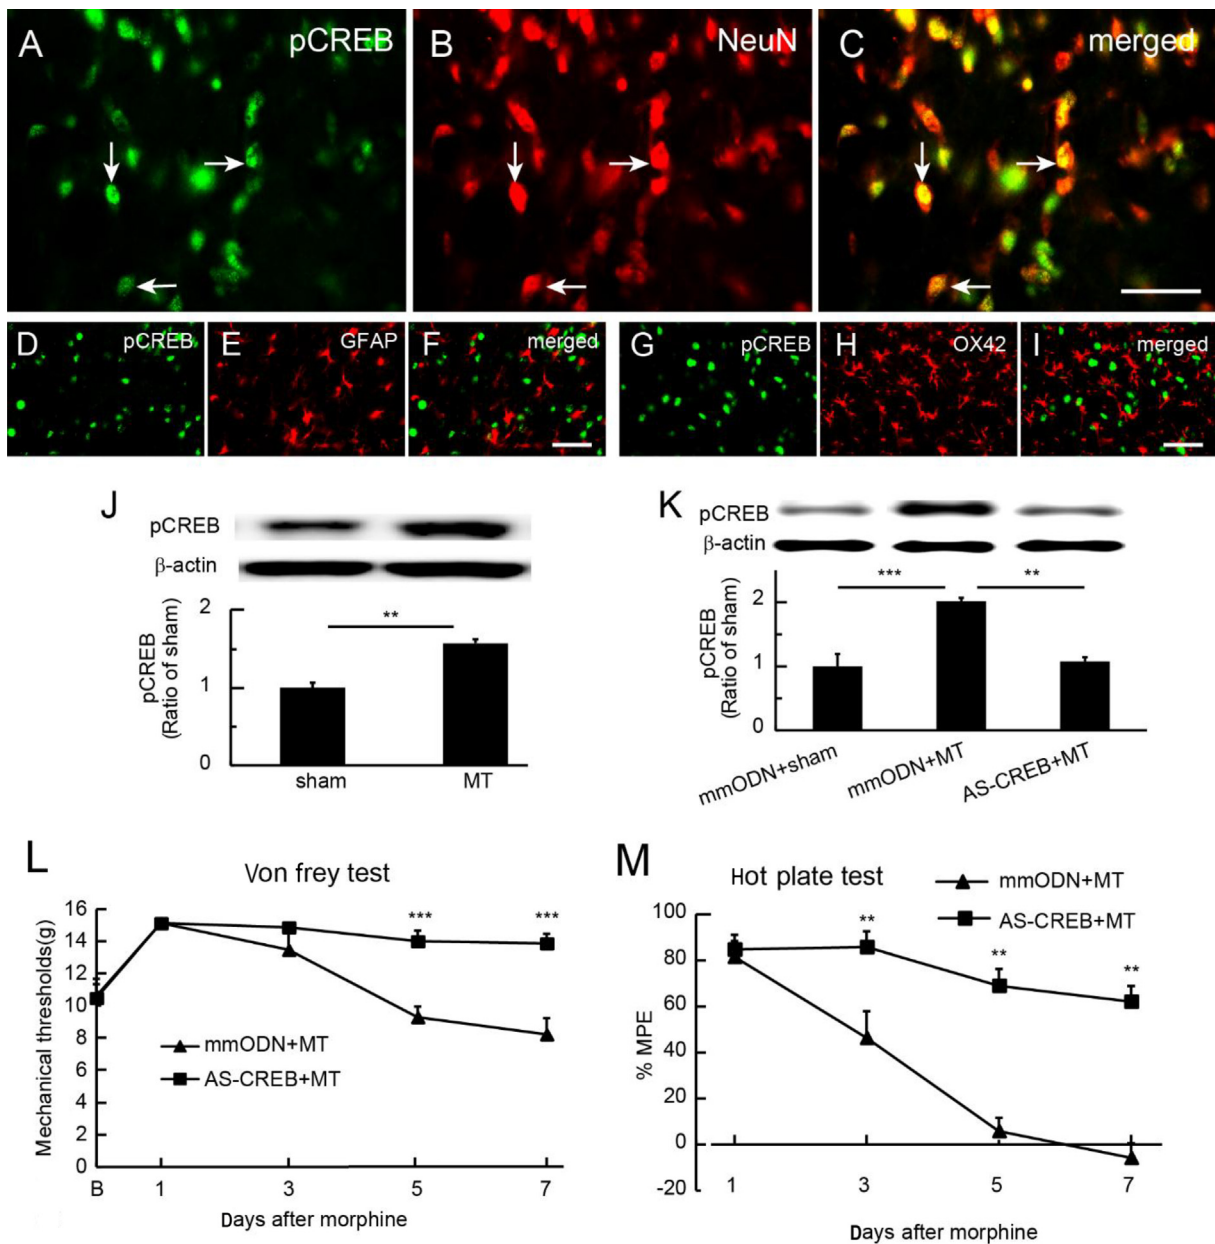 A pCREB B NeuN C merged
D pCREB E GFAP F merged G pCREB H OX42 I merged
J
pCREB
β-actin
**
pCREB
(Ratio of sham)
2
1
0
sham MT
K
pCREB
β-actin
*** **
pCREB
(Ratio of sham)
2
1
0
mmODN+sham mmODN+MT AS-CREB+MT
L
Von frey test
*** ***
Mechanical thresholds(g)
16
14
12
10
8
6
4
2
0
mmODN+MT
AS-CREB+MT
B 1 3 5 7
Days after morphine
M
Hot plate test
mmODN+MT
AS-CREB+MT
** ** **
% MPE
100
80
60
40
20
0
-20
1 3 5 7
Days after morphine